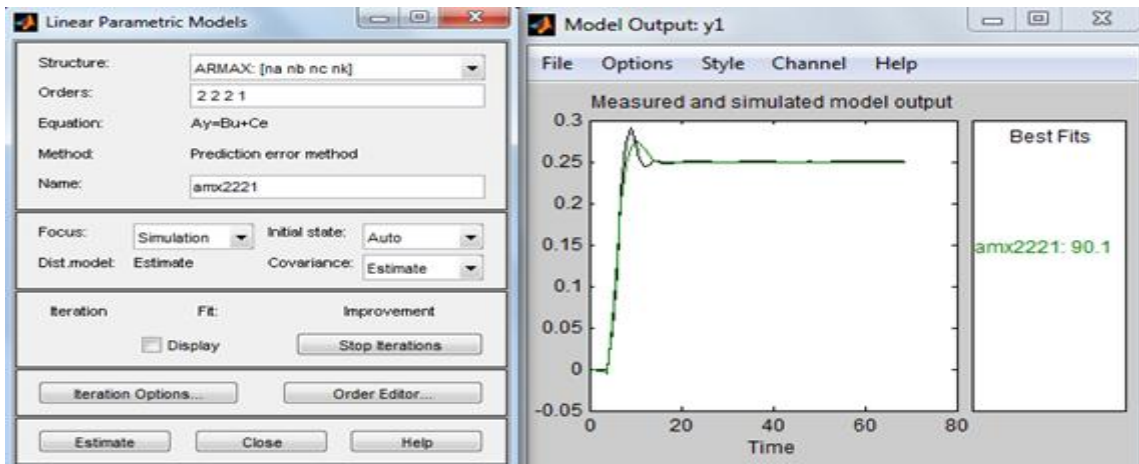 Linear Parametric Models
Structure: ARMAX: [na nb nc nk]
Orders: 2 2 2 1
Equation: Ay=Bu+Ce
Method: Prediction error method
Name: amx2221
Focus: Simulation Initial state: Auto
Dist.model: Estimate Covariance: Estimate
Iteration Fit: Improvement
Display Stop Iterations
Iteration Options... Order Editor...
Estimate Close Help
Model Output: y1
File Options Style Channel Help
Measured and simulated model output
0.3
0.25
0.2
0.15
0.1
0.05
0
-0.05
0 20 40 60 80
Time
Best Fits
amx2221: 90.1